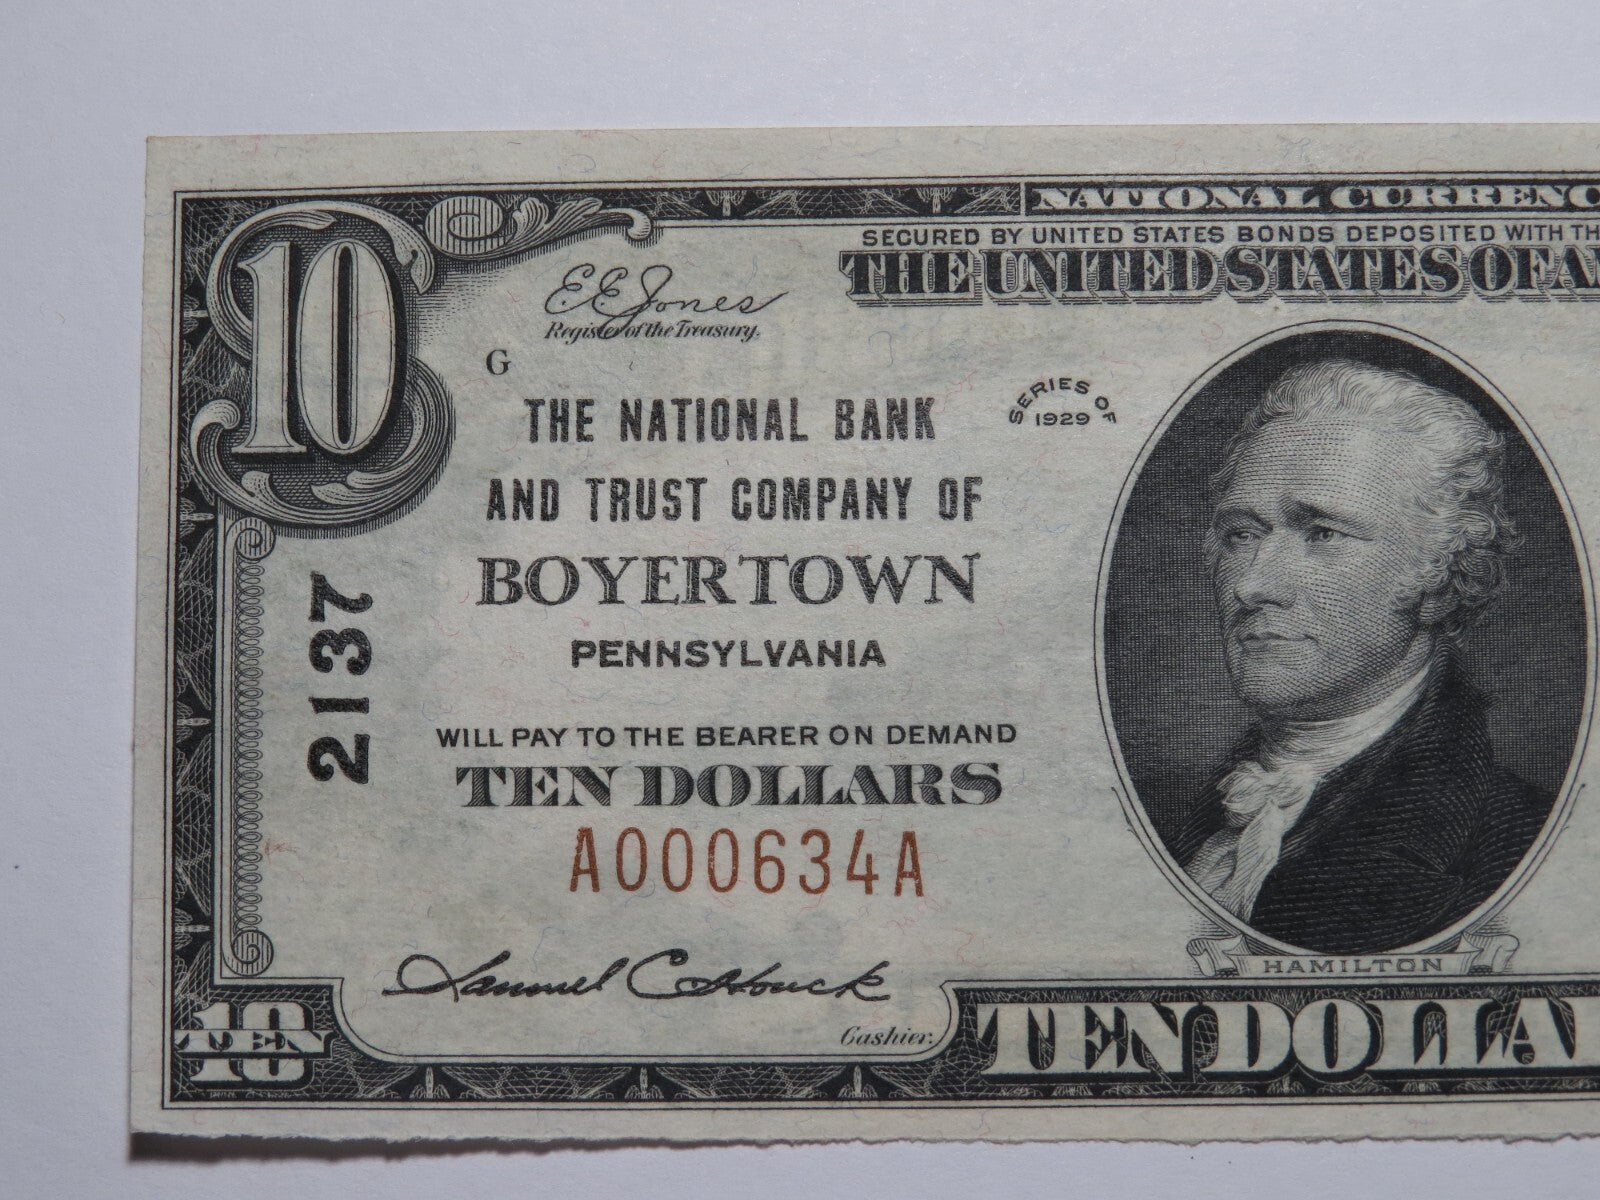 NATIONAL CURRENC
SECURED BY UNITED STATES BONDS DEPOSITED WITH TH
THE UNITED STATES OF A
10
E.E. Jones
Register of the Treasury.
G
SERIES OF
1929
THE NATIONAL BANK
AND TRUST COMPANY OF
BOYERTOWN
PENNSYLVANIA
2137
WILL PAY TO THE BEARER ON DEMAND
TEN DOLLARS
A000634A
HAMILTON
Samuel C Houck
Cashier.
10
TEN
TEN DOLLA